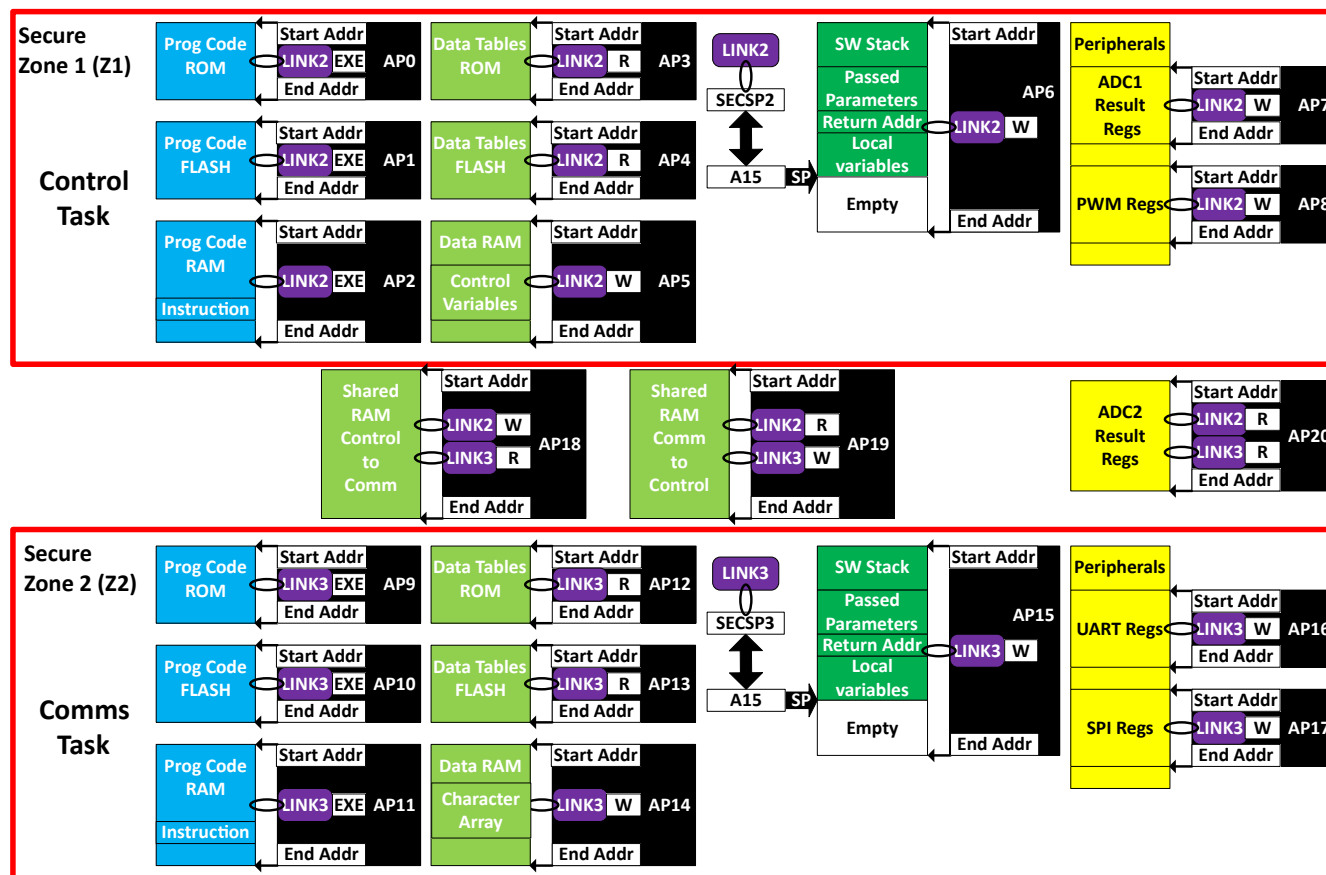 Secure
Zone 1 (Z1)
Control
Task
Prog Code
ROM
Start Addr
LINK2 EXE AP0
End Addr
Data Tables
ROM
Start Addr
LINK2 R AP3
End Addr
Prog Code
FLASH
Start Addr
LINK2 EXE AP1
End Addr
Data Tables
FLASH
Start Addr
LINK2 R AP4
End Addr
Prog Code
RAM
Instruction
Start Addr
LINK2 EXE AP2
End Addr
Data RAM
Control
Variables
Start Addr
LINK2 W AP5
End Addr
LINK2
SECSP2
A15 SP
SW Stack
Passed
Parameters
Return Addr
Local
variables
Empty
Start Addr
AP6
LINK2 W
End Addr
Peripherals
ADC1
Result
Regs
Start Addr
LINK2 W AP7
End Addr
PWM Regs
Start Addr
LINK2 W AP8
End Addr
Shared
RAM
Control
to
Comm
Start Addr
LINK2 W
LINK3 R
AP18
End Addr
Shared
RAM
Comm
to
Control
Start Addr
LINK2 R
LINK3 W
AP19
End Addr
ADC2
Result
Regs
Start Addr
LINK2 R
LINK3 R
AP20
End Addr
Secure
Zone 2 (Z2)
Comms
Task
Prog Code
ROM
Start Addr
LINK3 EXE AP9
End Addr
Data Tables
ROM
Start Addr
LINK3 R AP12
End Addr
Prog Code
FLASH
Start Addr
LINK3 EXE AP10
End Addr
Data Tables
FLASH
Start Addr
LINK3 R AP13
End Addr
Prog Code
RAM
Instruction
Start Addr
LINK3 EXE AP11
End Addr
Data RAM
Character
Array
Start Addr
LINK3 W AP14
End Addr
LINK3
SECSP3
A15 SP
SW Stack
Passed
Parameters
Return Addr
Local
variables
Empty
Start Addr
AP15
LINK3 W
End Addr
Peripherals
UART Regs
Start Addr
LINK3 W AP16
End Addr
SPI Regs
Start Addr
LINK3 W AP17
End Addr